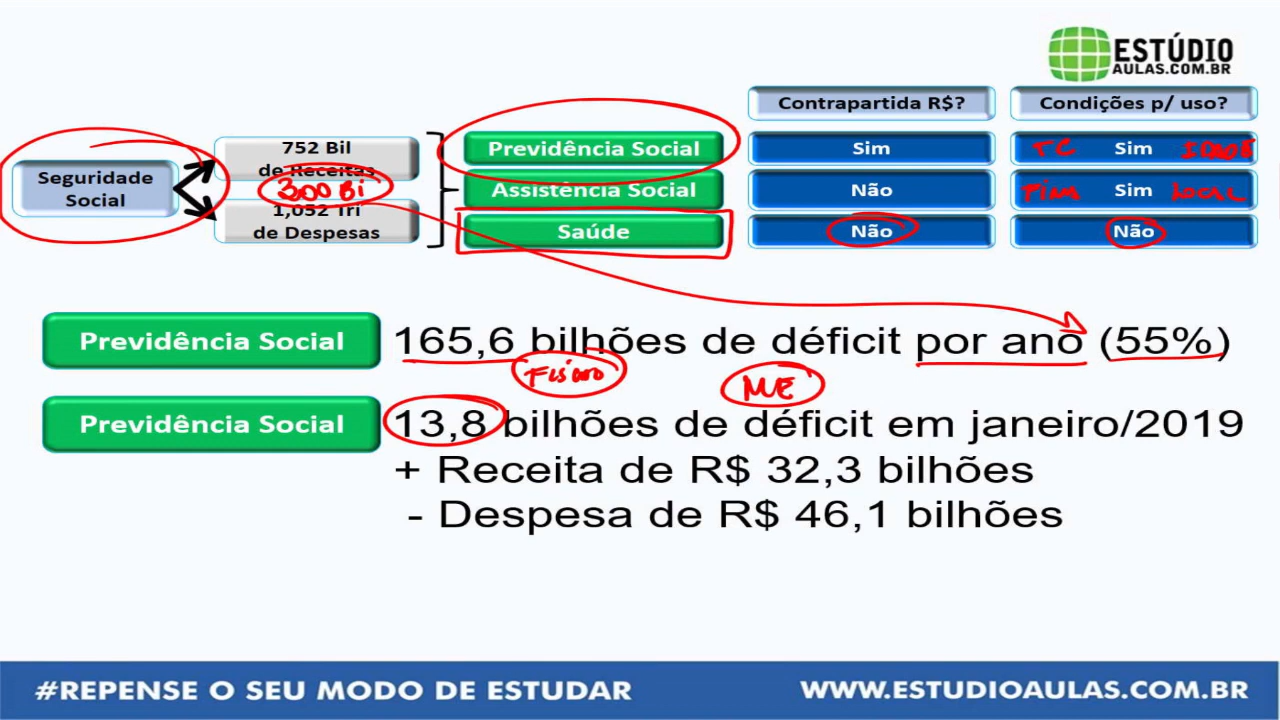 ESTÚDIO
AULAS.COM.BR
Contrapartida R$?
Condições p/ uso?
Seguridade
Social
752 Bil
de Receitas
300 Bi
1,052 Tri
de Despesas
Previdência Social
Sim
TC Sim IDADE
Assistência Social
Não
Sim LOCAL
Saúde
Não
Não
Previdência Social
165,6 bilhões de déficit por ano (55%)
ME
Previdência Social
13,8 bilhões de déficit em janeiro/2019
+ Receita de R$ 32,3 bilhões
- Despesa de R$ 46,1 bilhões
#REPENSE O SEU MODO DE ESTUDAR
WWW.ESTUDIOAULAS.COM.BR